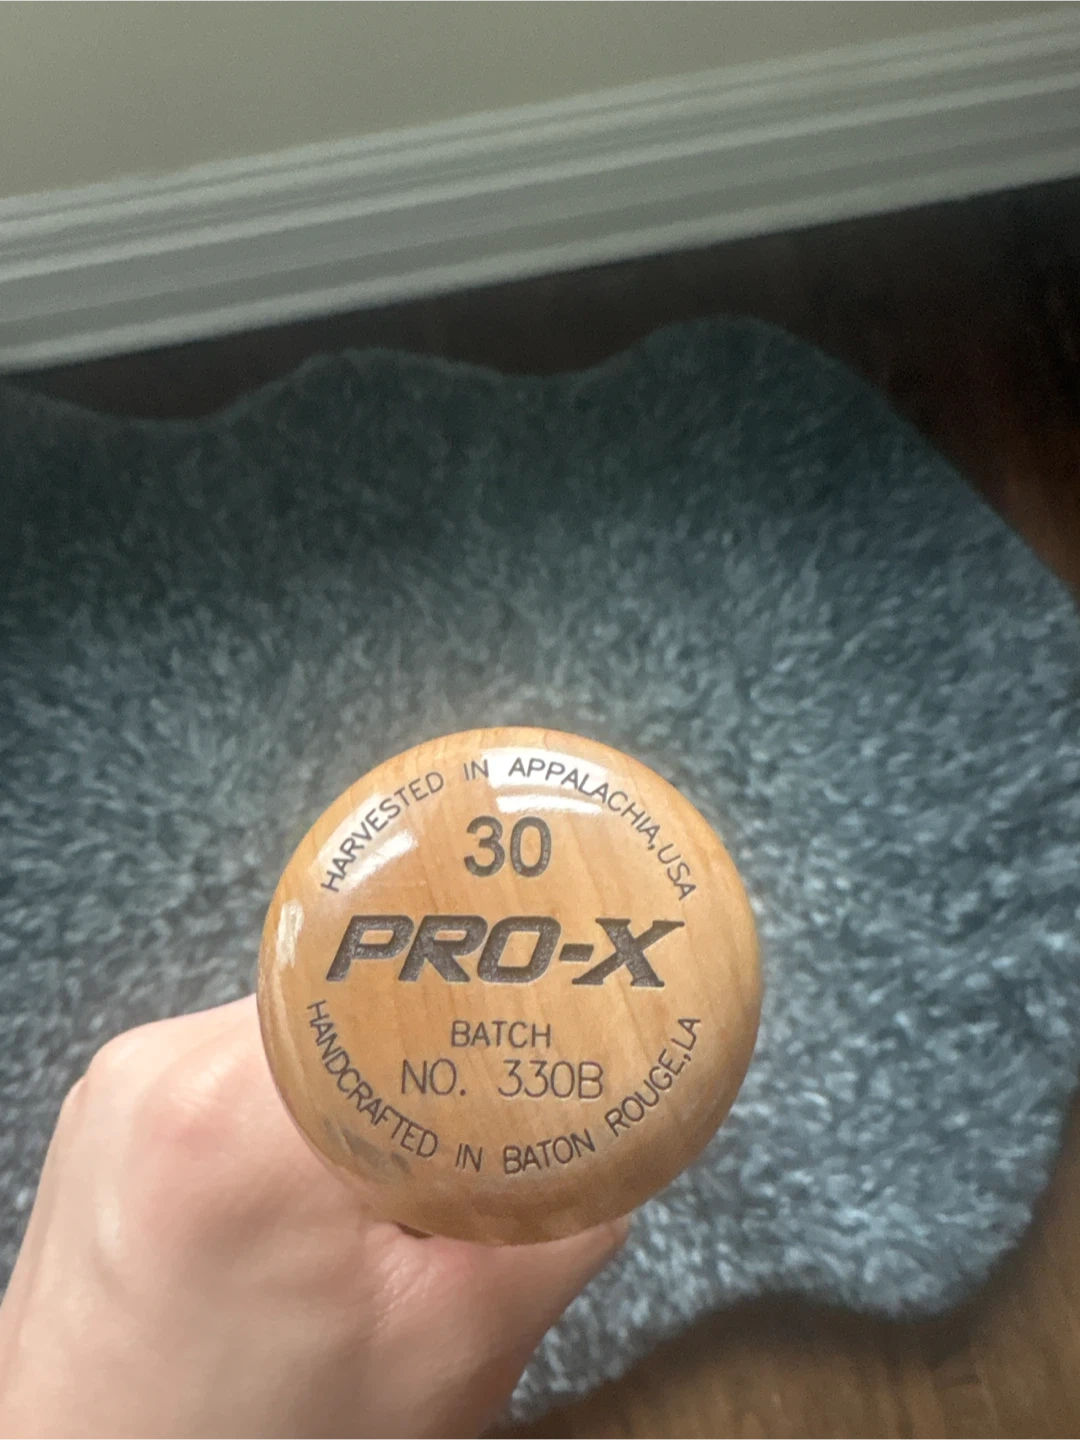 HARVESTED IN APPALACHIA, USA
30
PRO-X
BATCH
NO. 330B
HANDCRAFTED IN BATON ROUGE, LA